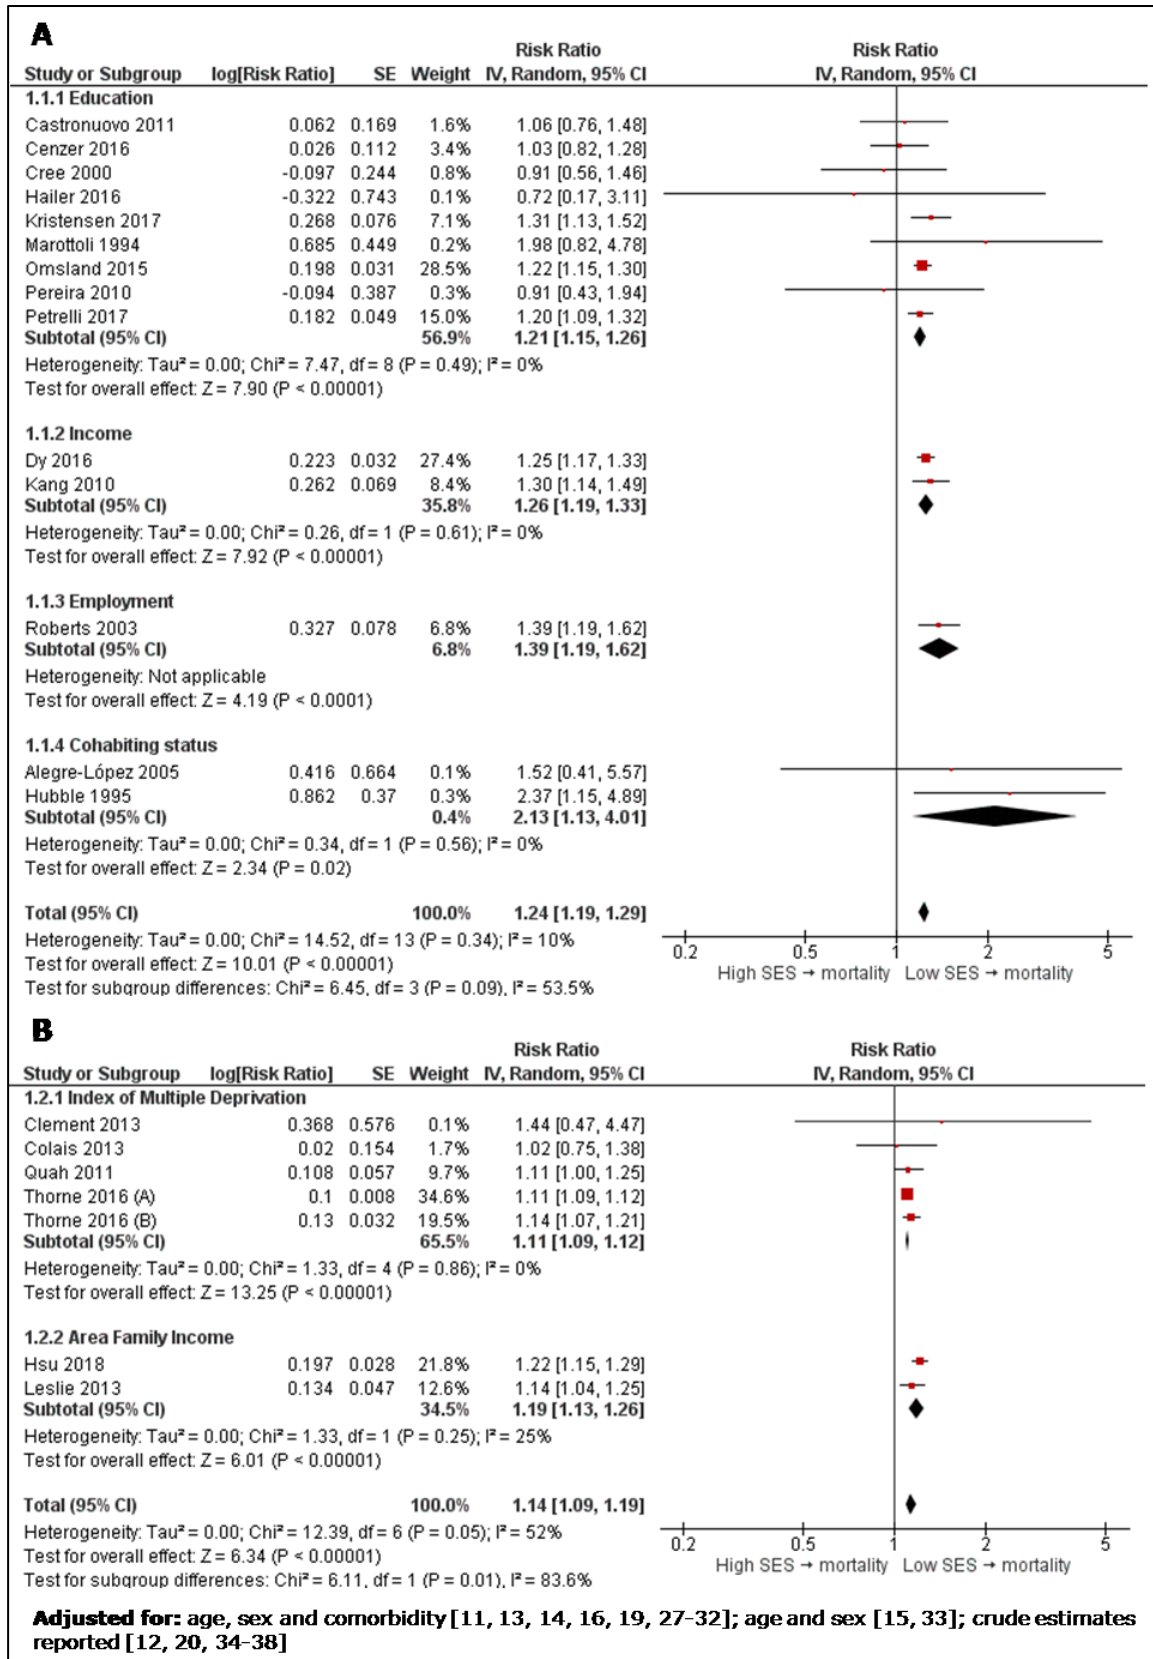 A
Risk Ratio Risk Ratio
Study or Subgroup log[Risk Ratio] SE Weight IV, Random, 95% CI IV, Random, 95% CI
1.1.1 Education
Castronuovo 2011 0.062 0.169 1.6% 1.06 [0.76, 1.48]
Cenzer 2016 0.026 0.112 3.4% 1.03 [0.82, 1.28]
Cree 2000 -0.097 0.244 0.8% 0.91 [0.56, 1.46]
Hailer 2016 -0.322 0.743 0.1% 0.72 [0.17, 3.11]
Kristensen 2017 0.268 0.076 7.1% 1.31 [1.13, 1.52]
Marottoli 1994 0.685 0.449 0.2% 1.98 [0.82, 4.78]
Omsland 2015 0.198 0.031 28.5% 1.22 [1.15, 1.30]
Pereira 2010 -0.094 0.387 0.3% 0.91 [0.43, 1.94]
Petrelli 2017 0.182 0.049 15.0% 1.20 [1.09, 1.32]
Subtotal (95% CI) 56.9% 1.21 [1.15, 1.26]
Heterogeneity: Tau² = 0.00; Chi² = 7.47, df = 8 (P = 0.49); I² = 0%
Test for overall effect: Z = 7.90 (P < 0.00001)
1.1.2 Income
Dy 2016 0.223 0.032 27.4% 1.25 [1.17, 1.33]
Kang 2010 0.262 0.069 8.4% 1.30 [1.14, 1.49]
Subtotal (95% CI) 35.8% 1.26 [1.19, 1.33]
Heterogeneity: Tau² = 0.00; Chi² = 0.26, df = 1 (P = 0.61); I² = 0%
Test for overall effect: Z = 7.92 (P < 0.00001)
1.1.3 Employment
Roberts 2003 0.327 0.078 6.8% 1.39 [1.19, 1.62]
Subtotal (95% CI) 6.8% 1.39 [1.19, 1.62]
Heterogeneity: Not applicable
Test for overall effect: Z = 4.19 (P < 0.0001)
1.1.4 Cohabiting status
Alegre-López 2005 0.416 0.664 0.1% 1.52 [0.41, 5.57]
Hubble 1995 0.862 0.37 0.3% 2.37 [1.15, 4.89]
Subtotal (95% CI) 0.4% 2.13 [1.13, 4.01]
Heterogeneity: Tau² = 0.00; Chi² = 0.34, df = 1 (P = 0.56); I² = 0%
Test for overall effect: Z = 2.34 (P = 0.02)
Total (95% CI) 100.0% 1.24 [1.19, 1.29]
Heterogeneity: Tau² = 0.00; Chi² = 14.52, df = 13 (P = 0.34); I² = 10%
Test for overall effect: Z = 10.01 (P < 0.00001)
Test for subgroup differences: Chi² = 6.45, df = 3 (P = 0.09), I² = 53.5%
0.2 0.5 1 2 5
High SES → mortality Low SES → mortality
B
Risk Ratio Risk Ratio
Study or Subgroup log[Risk Ratio] SE Weight IV, Random, 95% CI IV, Random, 95% CI
1.2.1 Index of Multiple Deprivation
Clement 2013 0.368 0.576 0.1% 1.44 [0.47, 4.47]
Colais 2013 0.02 0.154 1.7% 1.02 [0.75, 1.38]
Quah 2011 0.108 0.057 9.7% 1.11 [1.00, 1.25]
Thorne 2016 (A) 0.1 0.008 34.6% 1.11 [1.09, 1.12]
Thorne 2016 (B) 0.13 0.032 19.5% 1.14 [1.07, 1.21]
Subtotal (95% CI) 65.5% 1.11 [1.09, 1.12]
Heterogeneity: Tau² = 0.00; Chi² = 1.33, df = 4 (P = 0.86); I² = 0%
Test for overall effect: Z = 13.25 (P < 0.00001)
1.2.2 Area Family Income
Hsu 2018 0.197 0.028 21.8% 1.22 [1.15, 1.29]
Leslie 2013 0.134 0.047 12.6% 1.14 [1.04, 1.25]
Subtotal (95% CI) 34.5% 1.19 [1.13, 1.26]
Heterogeneity: Tau² = 0.00; Chi² = 1.33, df = 1 (P = 0.25); I² = 25%
Test for overall effect: Z = 6.01 (P < 0.00001)
Total (95% CI) 100.0% 1.14 [1.09, 1.19]
Heterogeneity: Tau² = 0.00; Chi² = 12.39, df = 6 (P = 0.05); I² = 52%
Test for overall effect: Z = 6.34 (P < 0.00001)
Test for subgroup differences: Chi² = 6.11, df = 1 (P = 0.01), I² = 83.6%
0.2 0.5 1 2 5
High SES → mortality Low SES → mortality
Adjusted for: age, sex and comorbidity [11, 13, 14, 16, 19, 27-32]; age and sex [15, 33]; crude estimates
reported [12, 20, 34-38]